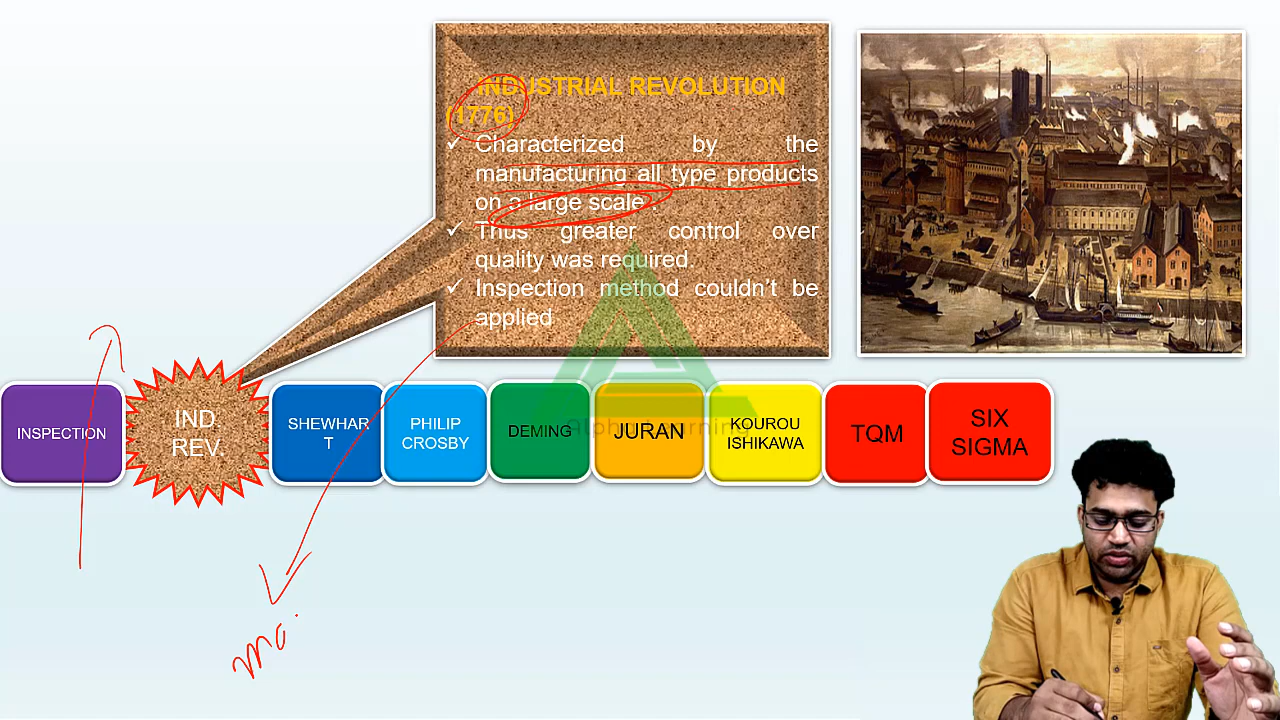 INDUSTRIAL REVOLUTION
(1776)
✓ Characterized by the
manufacturing all type products
on a large scale .
✓ Thus greater control over
quality was required.
✓ Inspection method couldn't be
applied
INSPECTION
IND.
REV.
SHEWHAR
T
PHILIP
CROSBY
DEMING
JURAN
KOUROU
ISHIKAWA
TQM
SIX
SIGMA
Alpha Learning